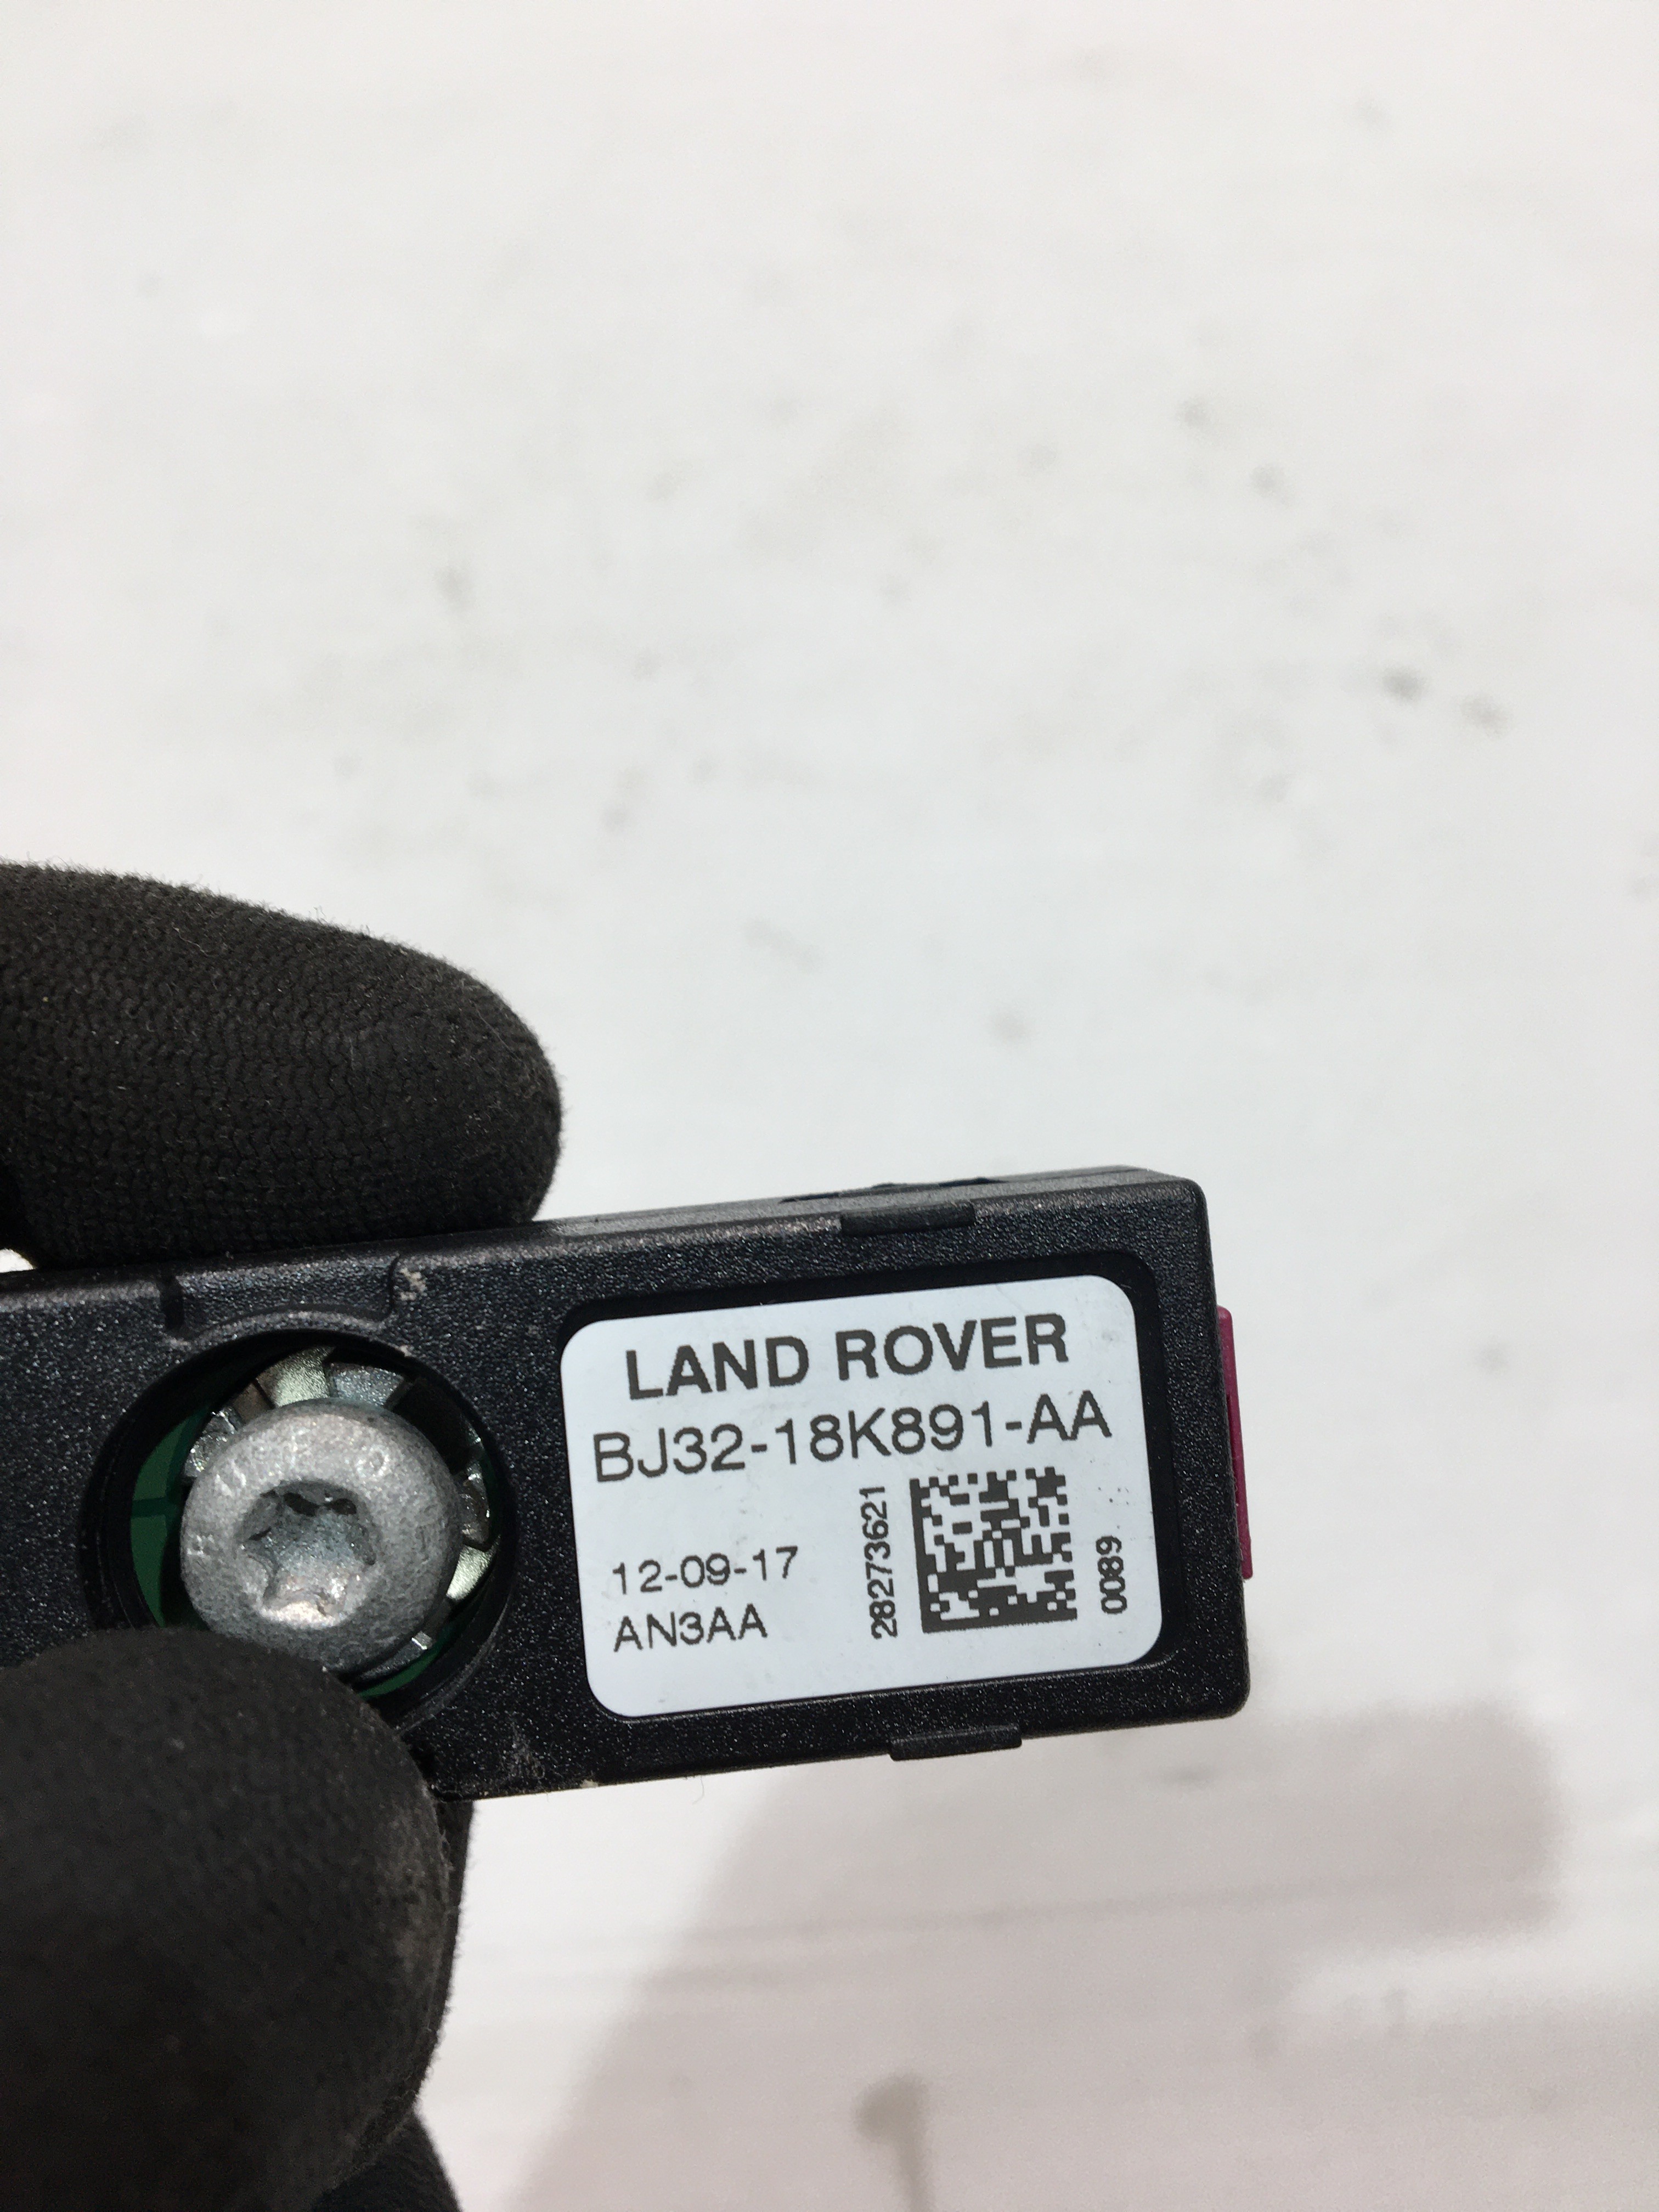 LAND ROVER
BJ32-18K891-AA
12-09-17
AN3AA
28273621
0089